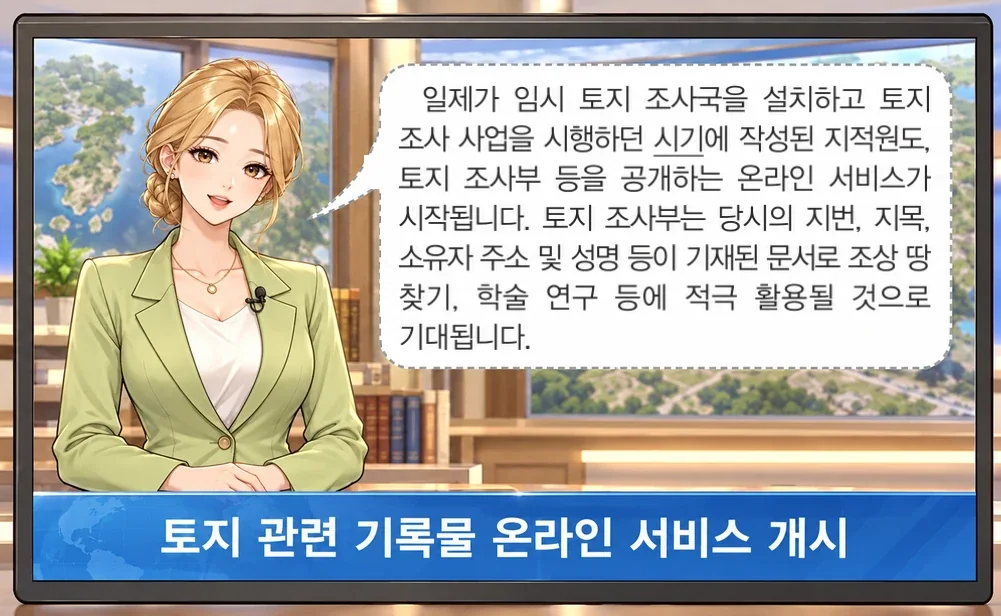 일제가 임시 토지 조사국을 설치하고 토지
조사 사업을 시행하던 시기에 작성된 지적원도,
토지 조사부 등을 공개하는 온라인 서비스가
시작됩니다. 토지 조사부는 당시의 지번, 지목,
소유자 주소 및 성명 등이 기재된 문서로 조상 땅
찾기, 학술 연구 등에 적극 활용될 것으로
기대됩니다.
토지 관련 기록물 온라인 서비스 개시